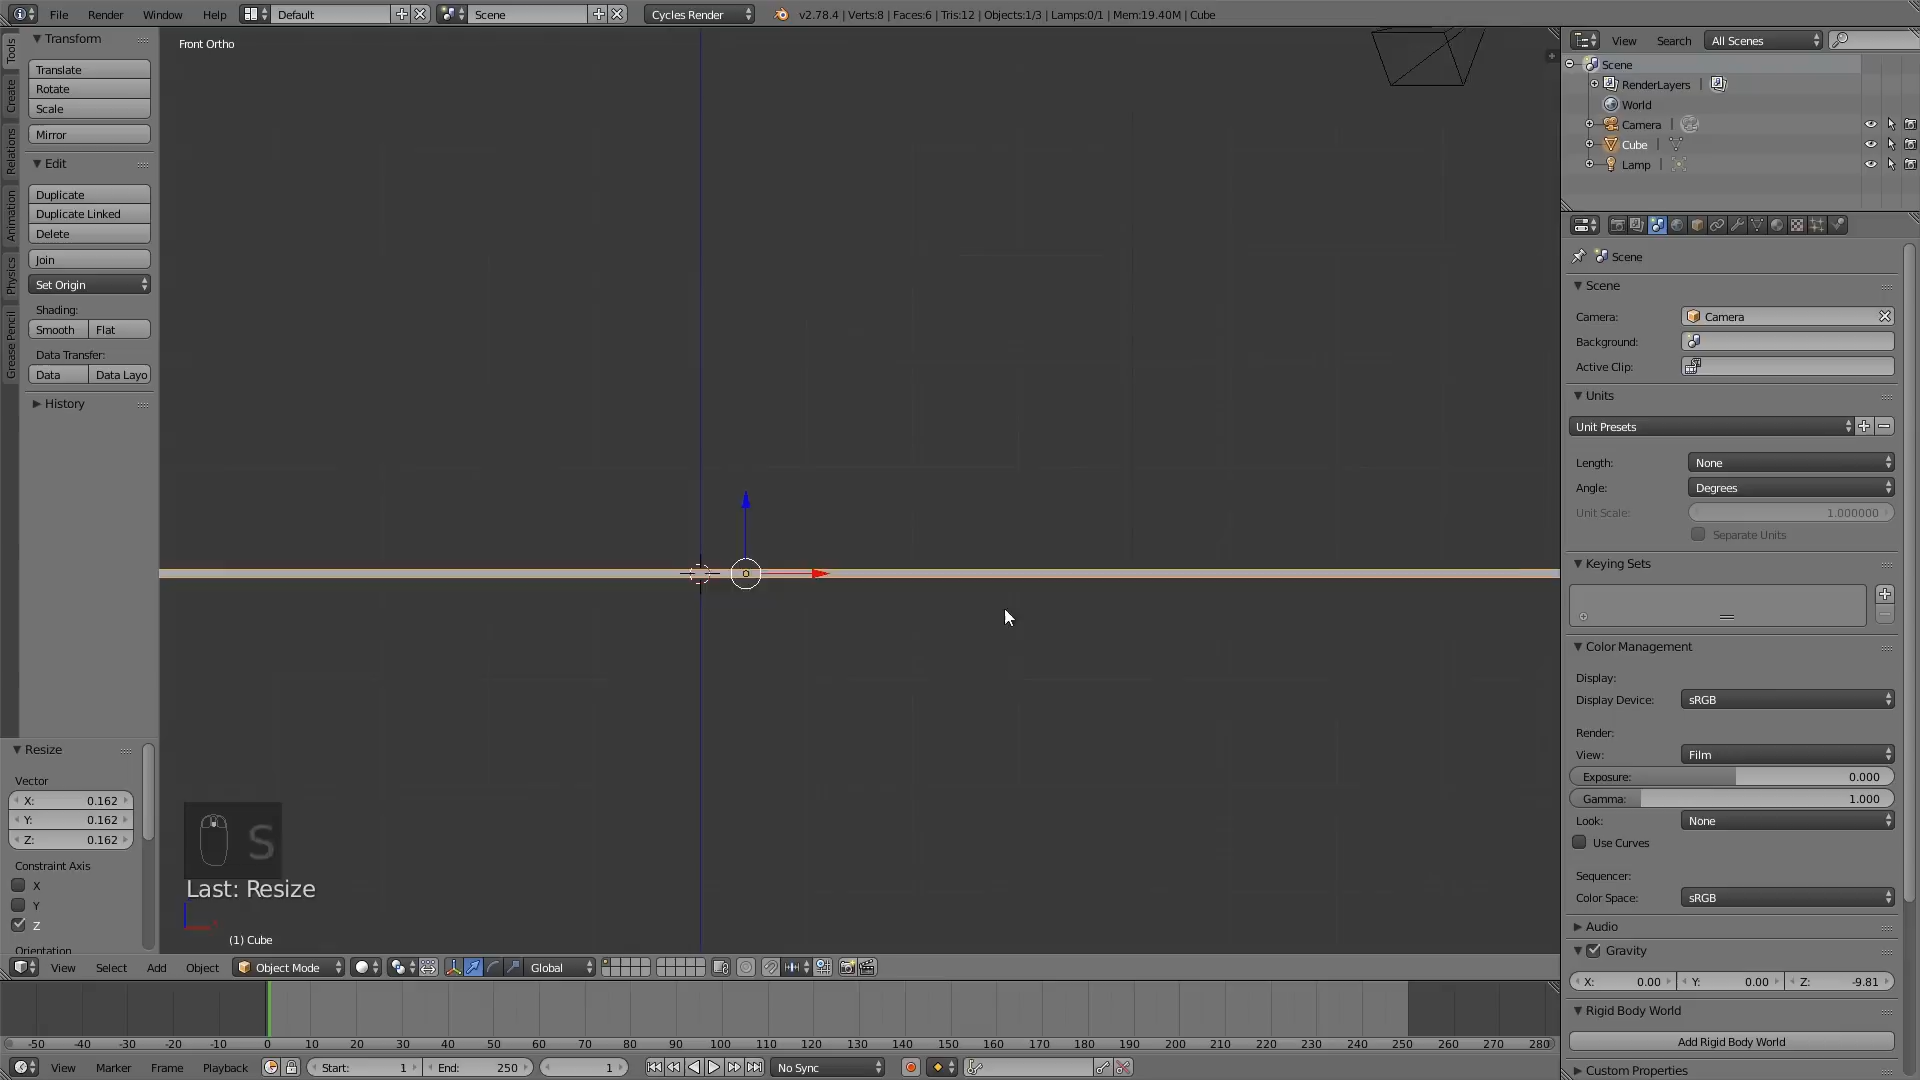 File
Render
Window
Help
Default
Scene
Cycles Render
v2.78.4 | Verts:8 | Faces:6 | Tris:12 | Objects:1/3 | Lamps:0/1 | Mem:19.40M | Cube
Tools
Create
Relations
Animation
Physics
Grease Pencil
Transform
Translate
Rotate
Scale
Mirror
Edit
Duplicate
Duplicate Linked
Delete
Join
Set Origin
Shading:
Smooth Flat
Data Transfer:
Data Data Layo
History
Resize
Vector
X: 0.162
Y: 0.162
Z: 0.162
Constraint Axis
X
Y
Z
Orientation
Front Ortho
S
Last: Resize
(1) Cube
View Select Add Object Object Mode Global
-50 -40 -30 -20 -10 0 10 20 30 40 50 60 70 80 90 100 110 120 130 140 150 160 170 180 190 200 210 220 230 240 250 260 270 280
View Marker Frame Playback Start: 1 End: 250 1 No Sync
View Search All Scenes
Scene
RenderLayers |
World
Camera |
Cube |
Lamp |
Scene
Scene
Camera: Camera
Background:
Active Clip:
Units
Unit Presets
Length: None
Angle: Degrees
Unit Scale: 1.000000
Separate Units
Keying Sets
Color Management
Display:
Display Device: sRGB
Render:
View: Film
Exposure: 0.000
Gamma: 1.000
Look: None
Use Curves
Sequencer:
Color Space: sRGB
Audio
Gravity
X: 0.00 Y: 0.00 Z: -9.81
Rigid Body World
Add Rigid Body World
Custom Properties